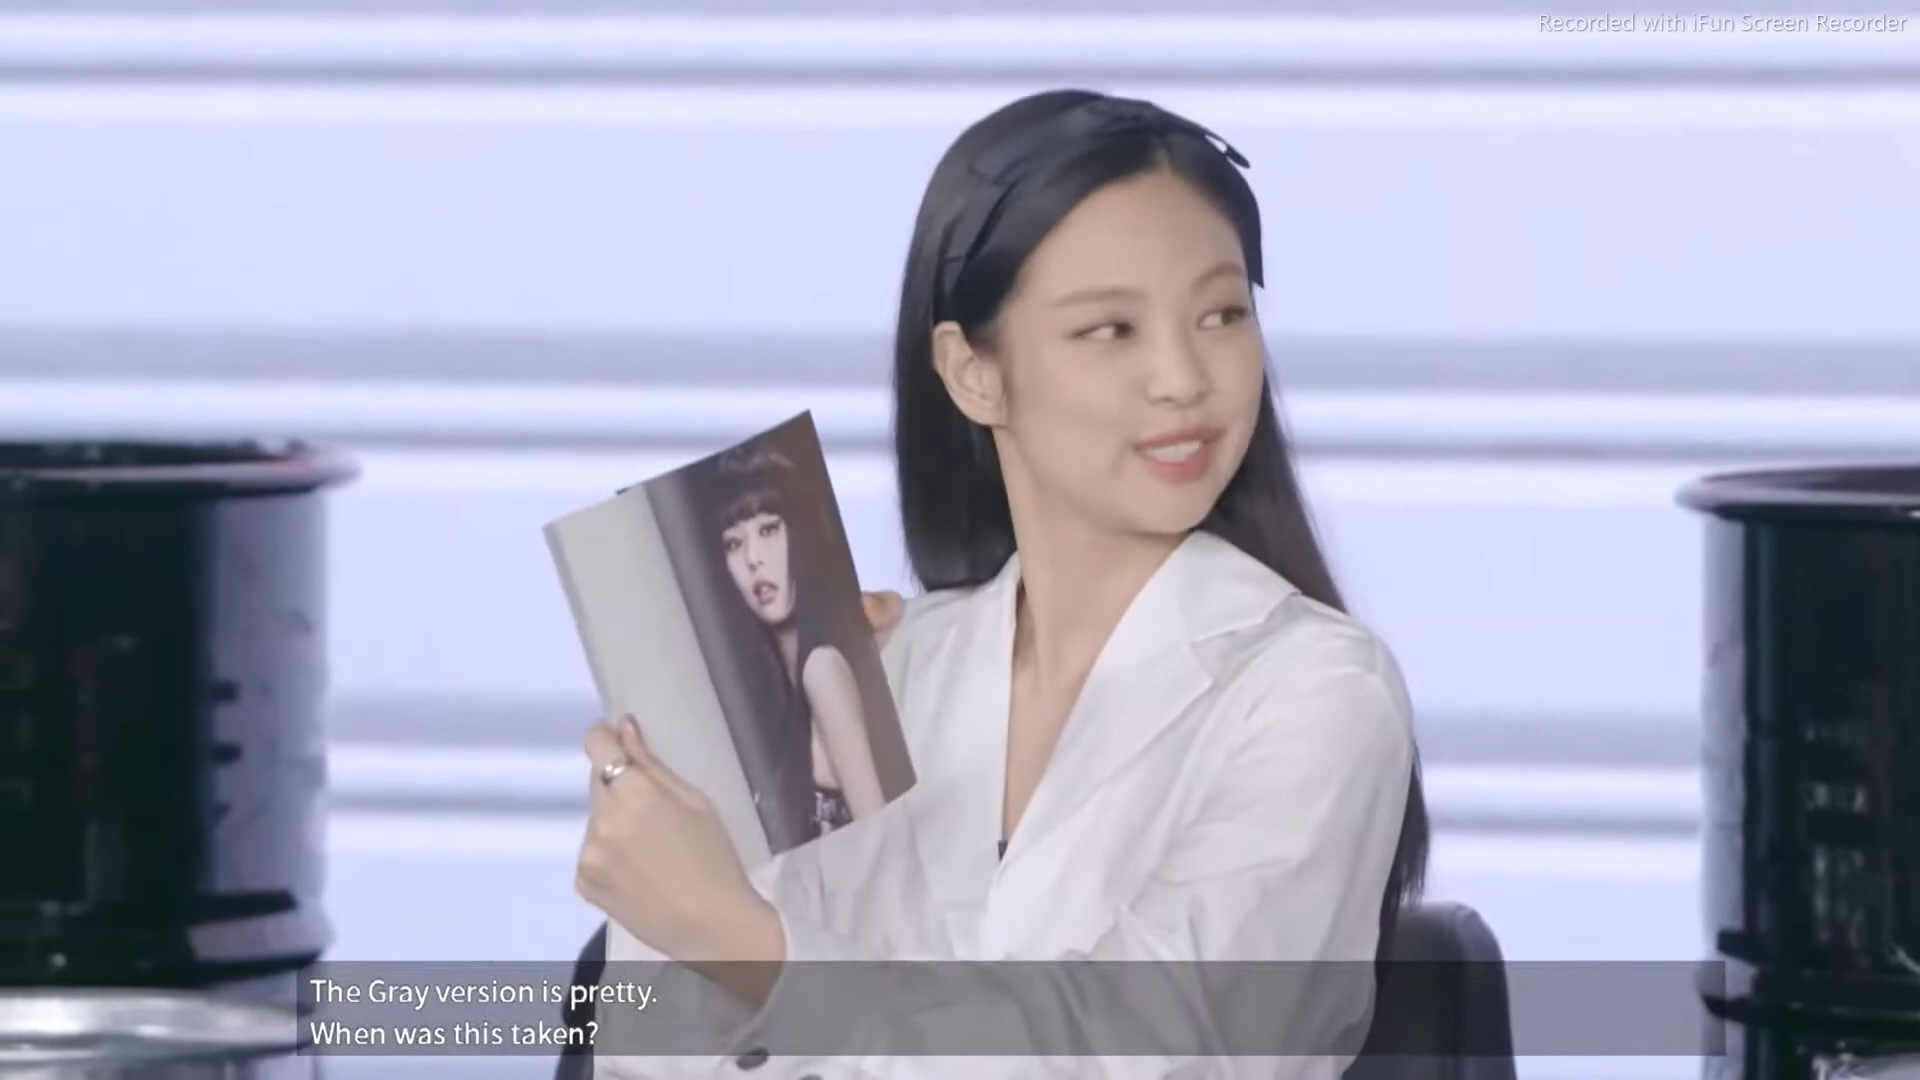 Recorded with iFun Screen Recorder
The Gray version is pretty.
When was this taken?